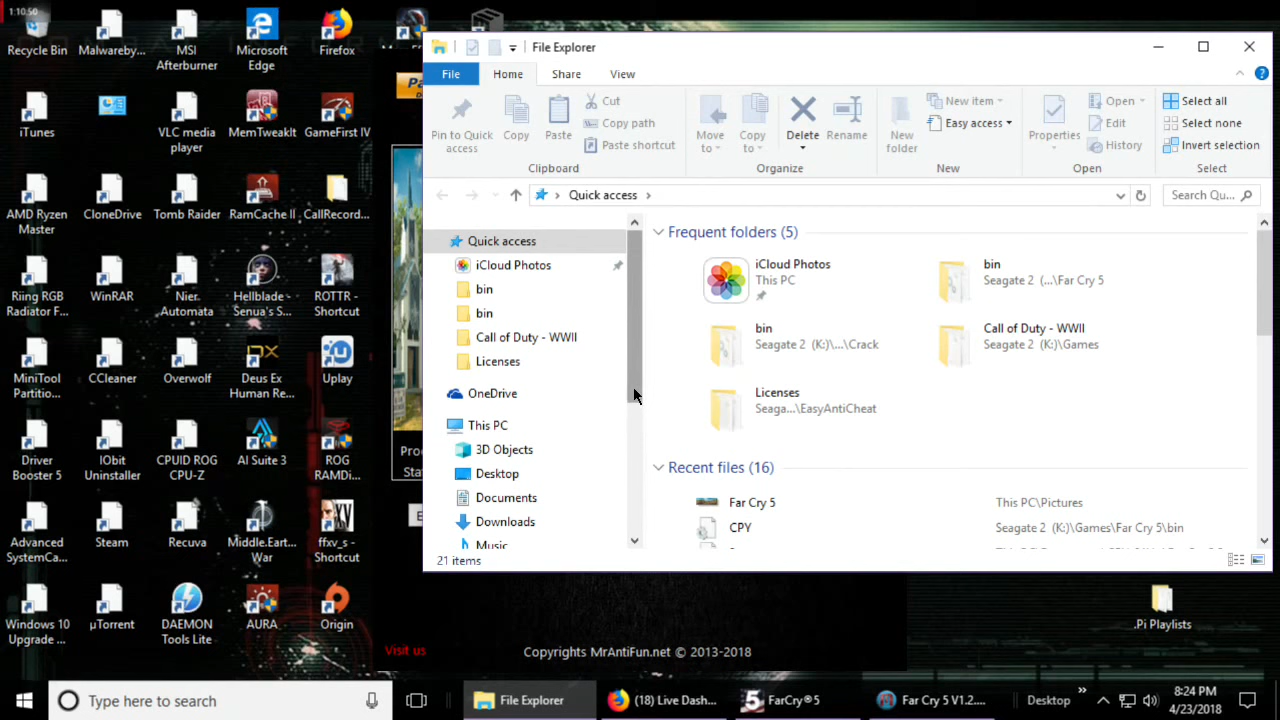 1:10:50
Recycle Bin
Malwareby...
MSI
Afterburner
Microsoft
Edge
Firefox
iTunes
VLC media
player
MemTweakIt
GameFirst IV
AMD Ryzen
Master
CloneDrive
Tomb Raider
RamCache II
CallRecord...
Riing RGB
Radiator F...
WinRAR
Nier.
Automata
Hellblade -
Senua's S...
ROTTR -
Shortcut
MiniTool
Partitio...
CCleaner
Overwolf
Deus Ex
Human Re...
Uplay
Driver
Booster 5
IObit
Uninstaller
CPUID ROG
CPU-Z
AI Suite 3
ROG
RAMDi...
Advanced
SystemCa...
Steam
Recuva
Middle.Eart...
War
ffxv_s -
Shortcut
Windows 10
Upgrade ...
µTorrent
DAEMON
Tools Lite
AURA
Origin
File Explorer
File
Home
Share
View
Pin to Quick
access
Copy
Paste
Cut
Copy path
Paste shortcut
Clipboard
Move
to
Copy
to
Delete
Rename
Organize
New
folder
New item
Easy access
New
Properties
Open
Edit
History
Open
Select all
Select none
Invert selection
Select
Quick access
Search Qu...
Quick access
iCloud Photos
bin
bin
Call of Duty - WWII
Licenses
OneDrive
This PC
3D Objects
Desktop
Documents
Downloads
Music
Frequent folders (5)
iCloud Photos
This PC
bin
Seagate 2 (...\Far Cry 5
bin
Seagate 2 (K:)\...\Crack
Call of Duty - WWII
Seagate 2 (K:)\Games
Licenses
Seaga...\EasyAntiCheat
Recent files (16)
Far Cry 5
This PC\Pictures
CPY
Seagate 2 (K:)\Games\Far Cry 5\bin
21 items
Pa
Pro
Sta
E
.Pi Playlists
Visit us
Copyrights MrAntiFun.net © 2013-2018
Type here to search
File Explorer
(18) Live Dash...
FarCry®5
Far Cry 5 V1.2....
Desktop
8:24 PM
4/23/2018